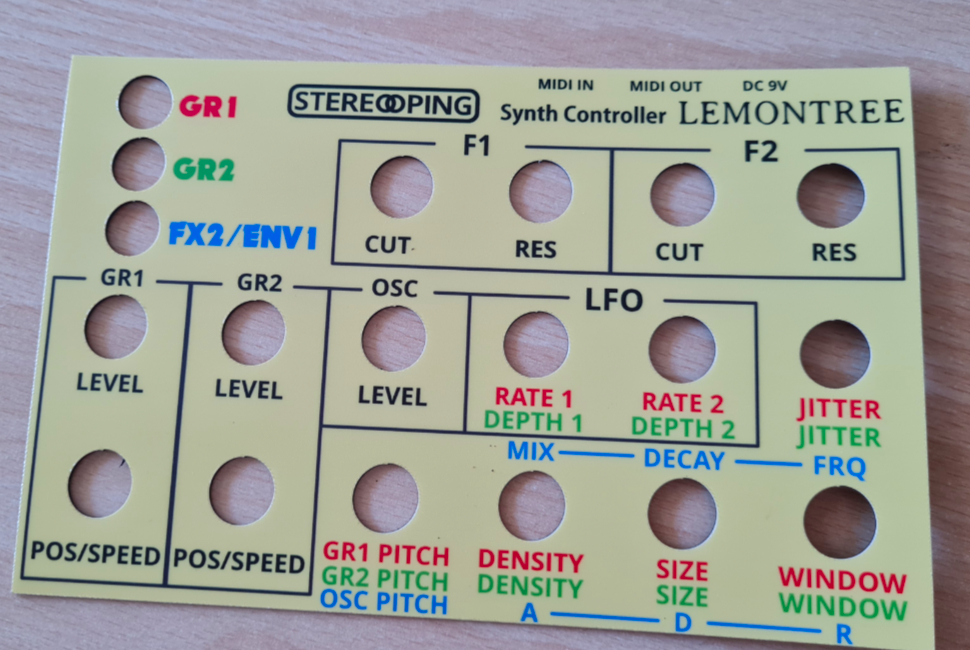 MIDI IN MIDI OUT DC 9V
GR1
STEREOPING
Synth Controller LEMONTREE
GR2
F1 F2
FX2/ENV1
CUT RES CUT RES
GR1 GR2 OSC LFO
LEVEL LEVEL LEVEL RATE 1 RATE 2 JITTER
DEPTH 1 DEPTH 2 JITTER
MIX DECAY FRQ
POS/SPEED POS/SPEED GR1 PITCH DENSITY SIZE WINDOW
GR2 PITCH DENSITY SIZE WINDOW
OSC PITCH A D R